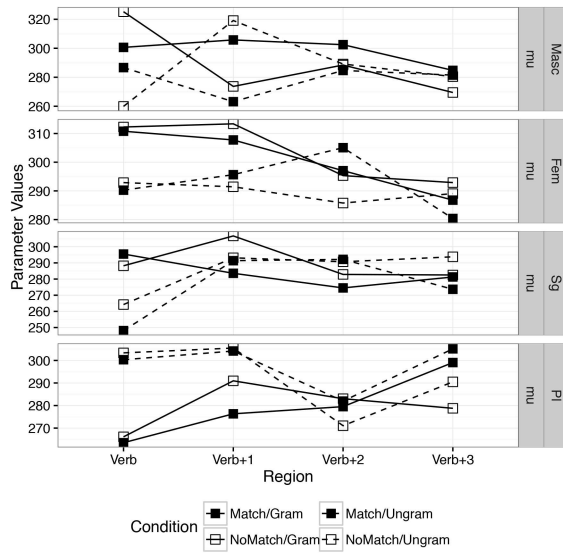 320
300
280
260
mu
Masc
310
300
290
280
mu
Fem
300
290
280
270
260
250
mu
Sg
300
290
280
270
mu
Pl
Parameter Values
Verb Verb+1 Verb+2 Verb+3
Region
Condition
Match/Gram Match/Ungram
NoMatch/Gram NoMatch/Ungram